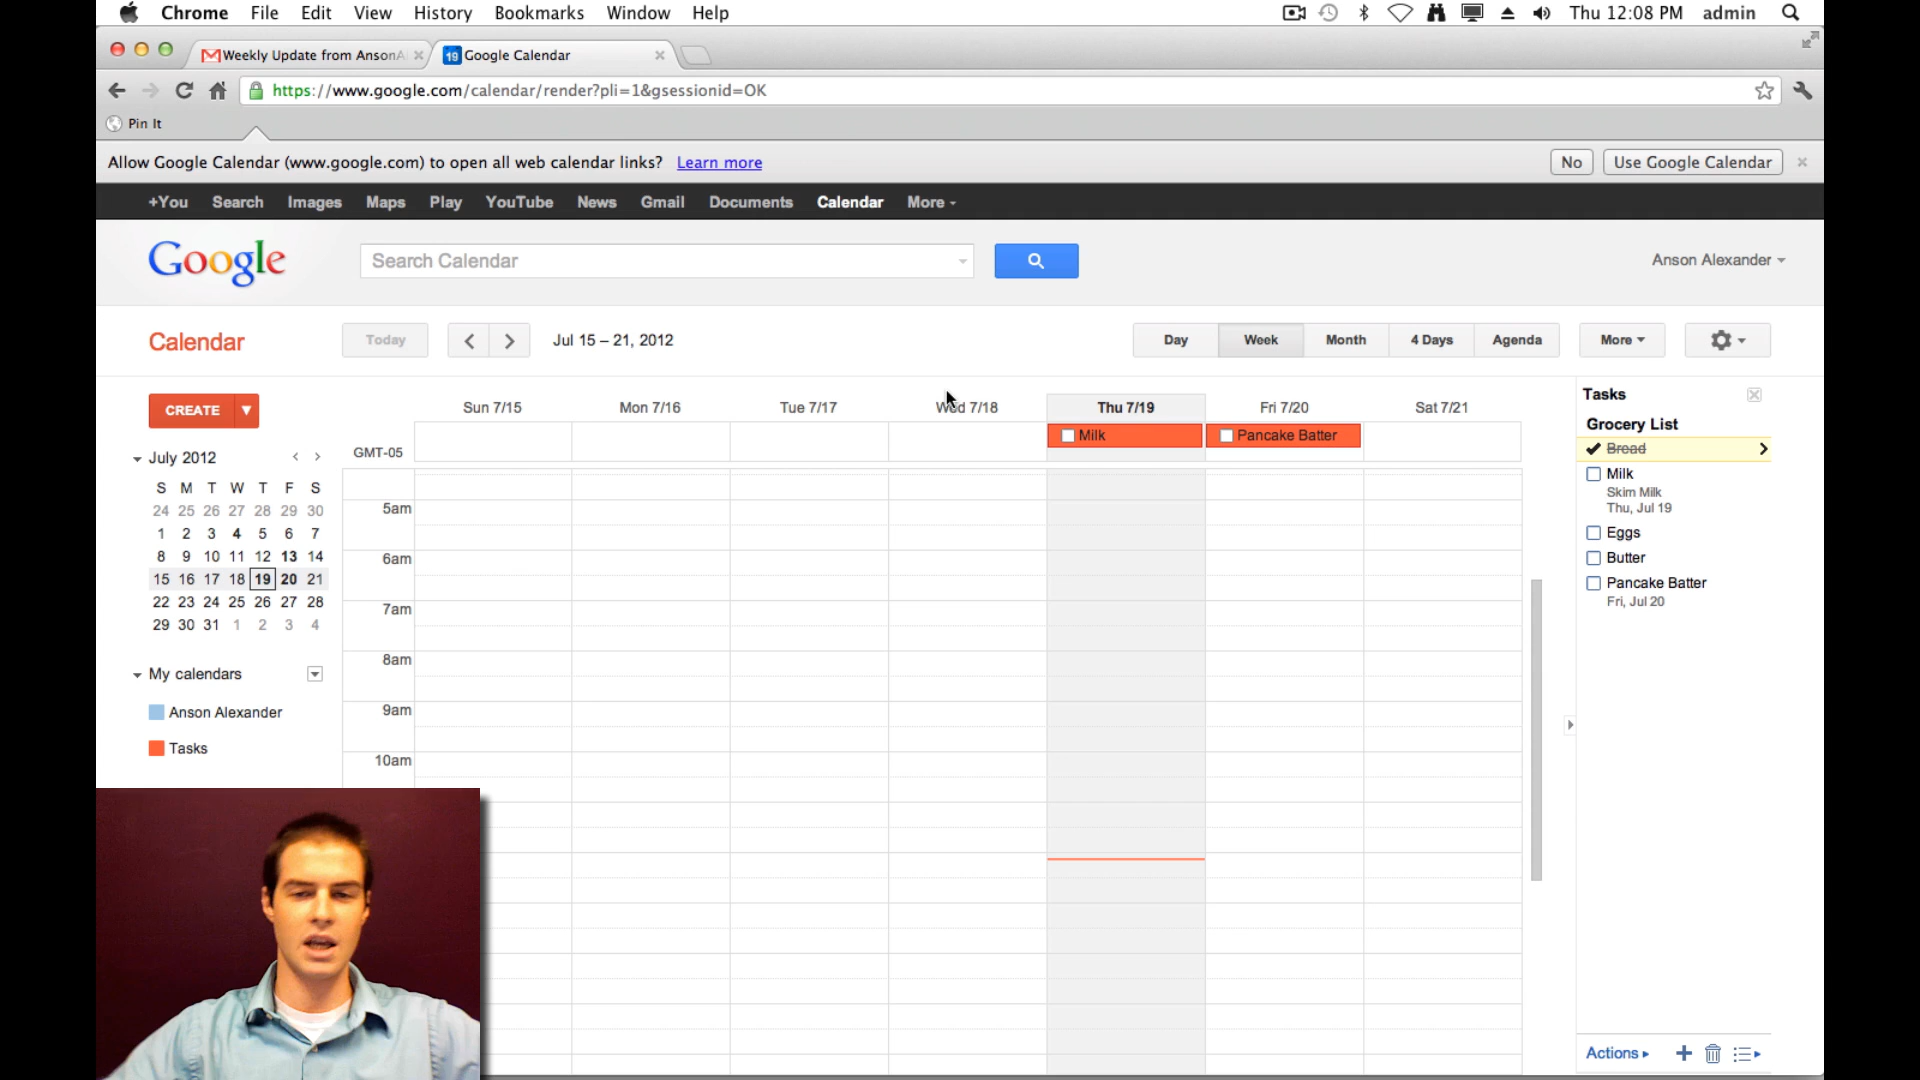 Chrome File Edit View History Bookmarks Window Help Thu 12:08 PM admin
Weekly Update from AnsonA
19 Google Calendar
https://www.google.com/calendar/render?pli=1&gsessionid=OK
Pin It
Allow Google Calendar (www.google.com) to open all web calendar links? Learn more No Use Google Calendar
+You Search Images Maps Play YouTube News Gmail Documents Calendar More
Google Search Calendar Anson Alexander
Calendar Today Jul 15 – 21, 2012 Day Week Month 4 Days Agenda More
CREATE
July 2012
S M T W T F S
24 25 26 27 28 29 30
1 2 3 4 5 6 7
8 9 10 11 12 13 14
15 16 17 18 19 20 21
22 23 24 25 26 27 28
29 30 31 1 2 3 4
My calendars
Anson Alexander
Tasks
Sun 7/15 Mon 7/16 Tue 7/17 Wed 7/18 Thu 7/19 Fri 7/20 Sat 7/21
GMT-05 Milk Pancake Batter
5am
6am
7am
8am
9am
10am
Tasks
Grocery List
Bread
Milk
Skim Milk
Thu, Jul 19
Eggs
Butter
Pancake Batter
Fri, Jul 20
Actions